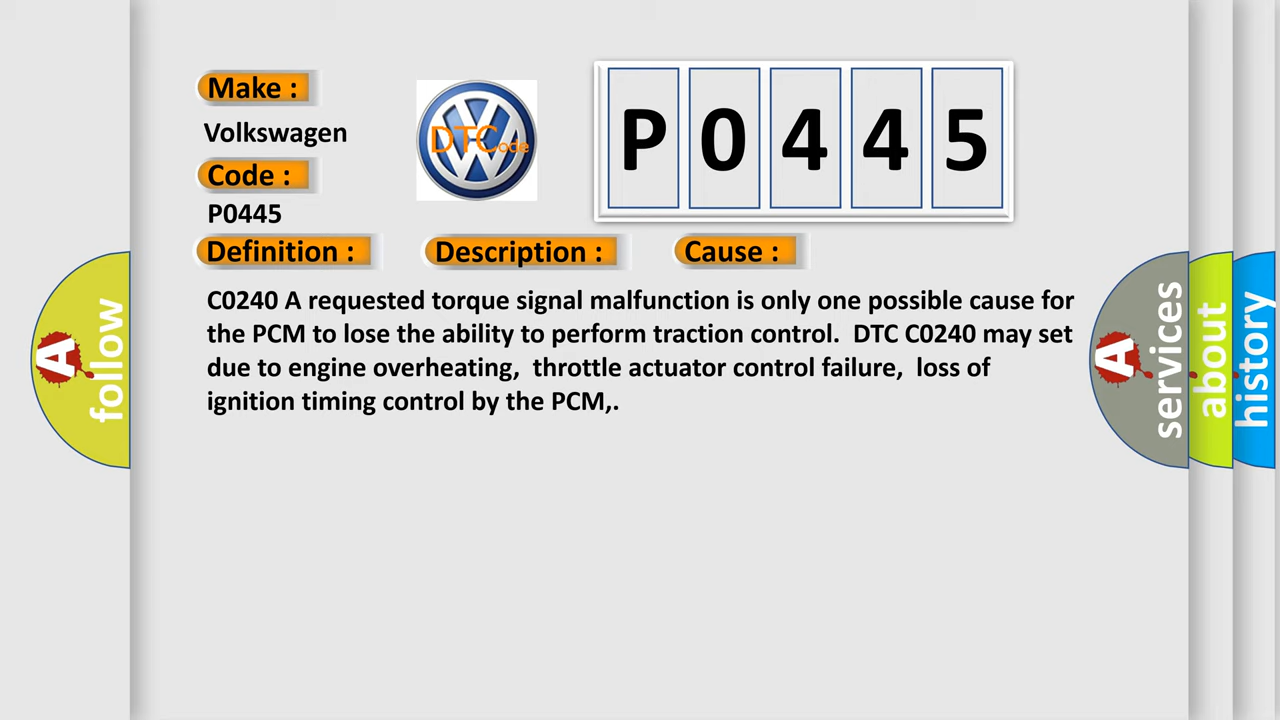 Make :
Volkswagen
Code :
P0445
DTCode
P0445
Definition :
Description :
Cause :
C0240 A requested torque signal malfunction is only one possible cause for
the PCM to lose the ability to perform traction control.  DTC C0240 may set
due to engine overheating,  throttle actuator control failure,  loss of
ignition timing control by the PCM,.
A
follow
A
services
about
history